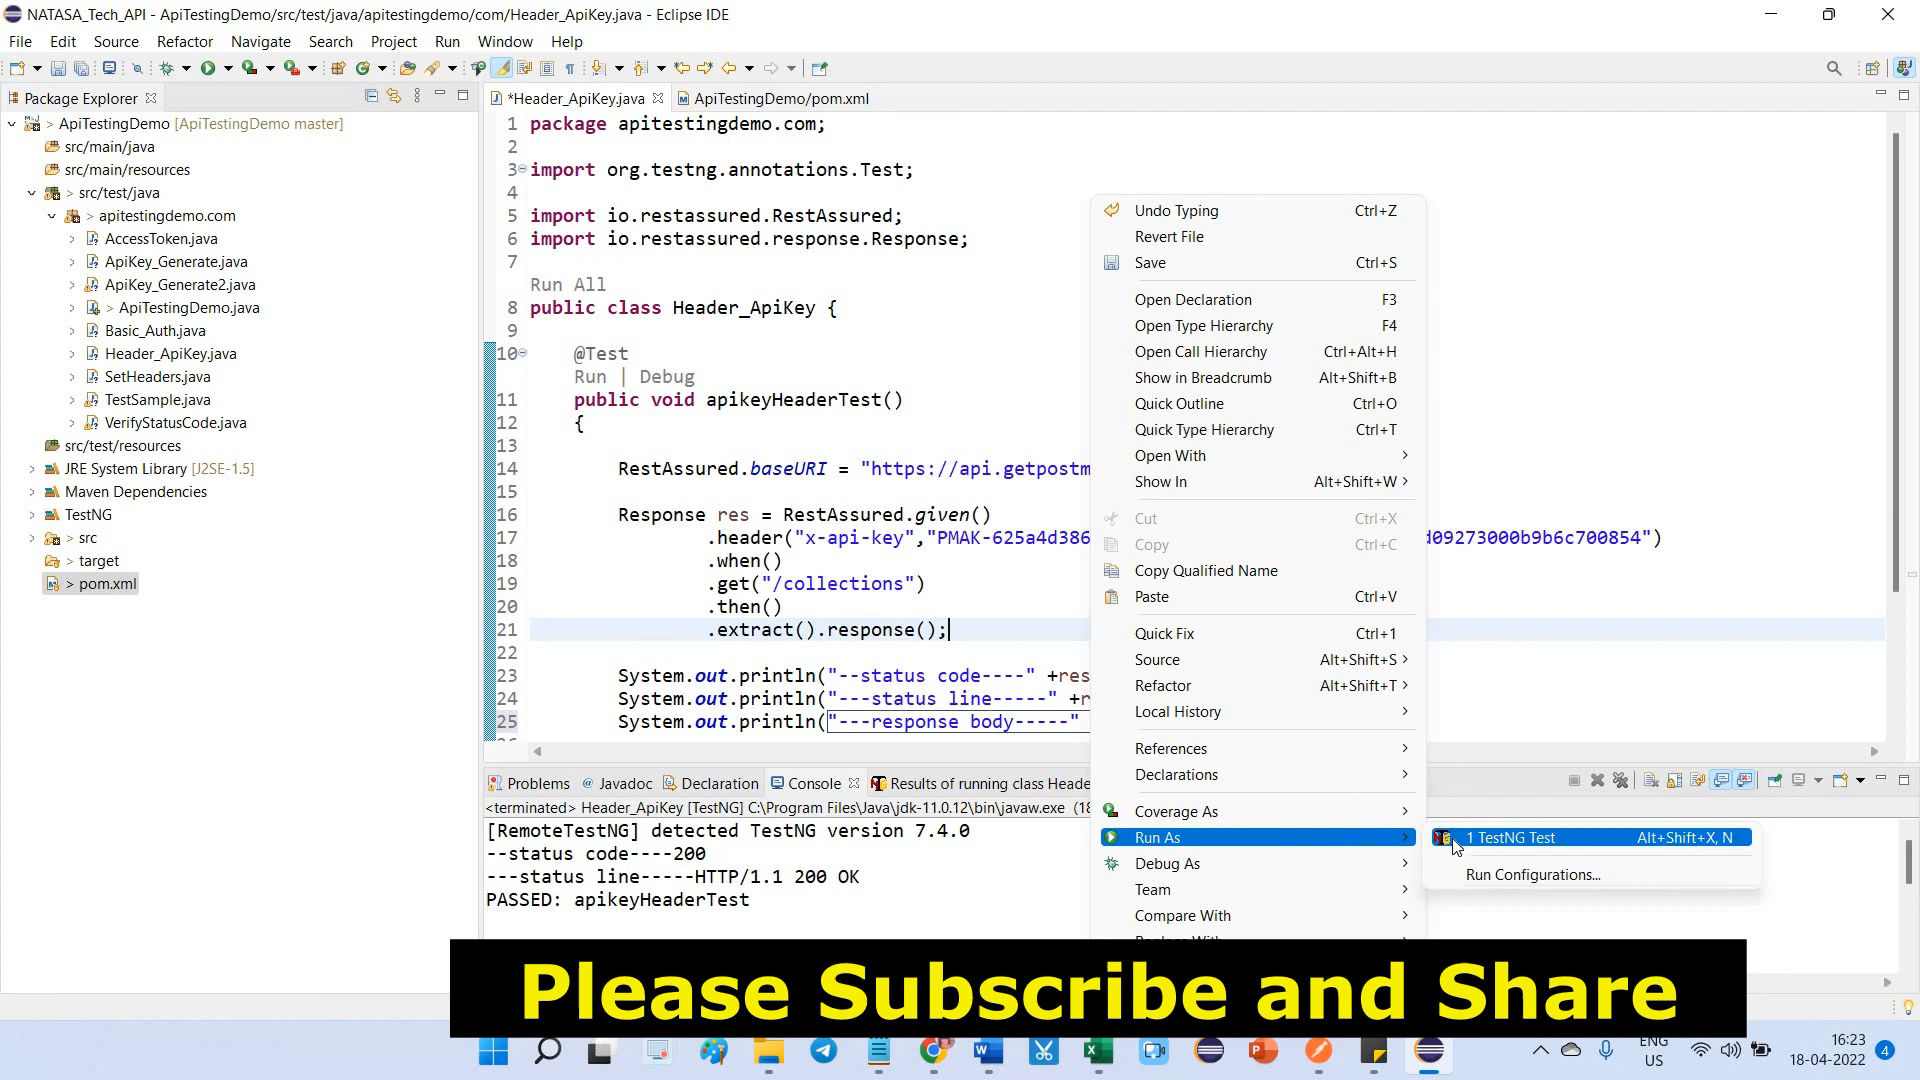 NATASA_Tech_API - ApiTestingDemo/src/test/java/apitestingdemo/com/Header_ApiKey.java - Eclipse IDE
File Edit Source Refactor Navigate Search Project Run Window Help
Package Explorer
*Header_ApiKey.java
ApiTestingDemo/pom.xml
> ApiTestingDemo [ApiTestingDemo master]
src/main/java
src/main/resources
> src/test/java
> apitestingdemo.com
AccessToken.java
ApiKey_Generate.java
ApiKey_Generate2.java
> ApiTestingDemo.java
Basic_Auth.java
Header_ApiKey.java
SetHeaders.java
TestSample.java
VerifyStatusCode.java
src/test/resources
JRE System Library [J2SE-1.5]
Maven Dependencies
TestNG
> src
> target
> pom.xml
1 package apitestingdemo.com;
2
3 import org.testng.annotations.Test;
4
5 import io.restassured.RestAssured;
6 import io.restassured.response.Response;
7
Run All
8 public class Header_ApiKey {
9
10 @Test
Run | Debug
11 public void apikeyHeaderTest()
12 {
13
14 RestAssured.baseURI = "https://api.getpostm
15
16 Response res = RestAssured.given()
17 .header("x-api-key","PMAK-625a4d386 d09273000b9b6c700854")
18 .when()
19 .get("/collections")
20 .then()
21 .extract().response();
22
23 System.out.println("--status code----" +res
24 System.out.println("---status line-----" +r
25 System.out.println("---response body-----"
Undo Typing Ctrl+Z
Revert File
Save Ctrl+S
Open Declaration F3
Open Type Hierarchy F4
Open Call Hierarchy Ctrl+Alt+H
Show in Breadcrumb Alt+Shift+B
Quick Outline Ctrl+O
Quick Type Hierarchy Ctrl+T
Open With
Show In Alt+Shift+W
Cut Ctrl+X
Copy Ctrl+C
Copy Qualified Name
Paste Ctrl+V
Quick Fix Ctrl+1
Source Alt+Shift+S
Refactor Alt+Shift+T
Local History
References
Declarations
Coverage As
Run As
Debug As
Team
Compare With
1 TestNG Test Alt+Shift+X, N
Run Configurations...
Problems Javadoc Declaration Console Results of running class Heade
<terminated> Header_ApiKey [TestNG] C:\Program Files\Java\jdk-11.0.12\bin\javaw.exe (18
[RemoteTestNG] detected TestNG version 7.4.0
--status code----200
---status line-----HTTP/1.1 200 OK
PASSED: apikeyHeaderTest
Please Subscribe and Share
ENG
US
16:23
18-04-2022
4